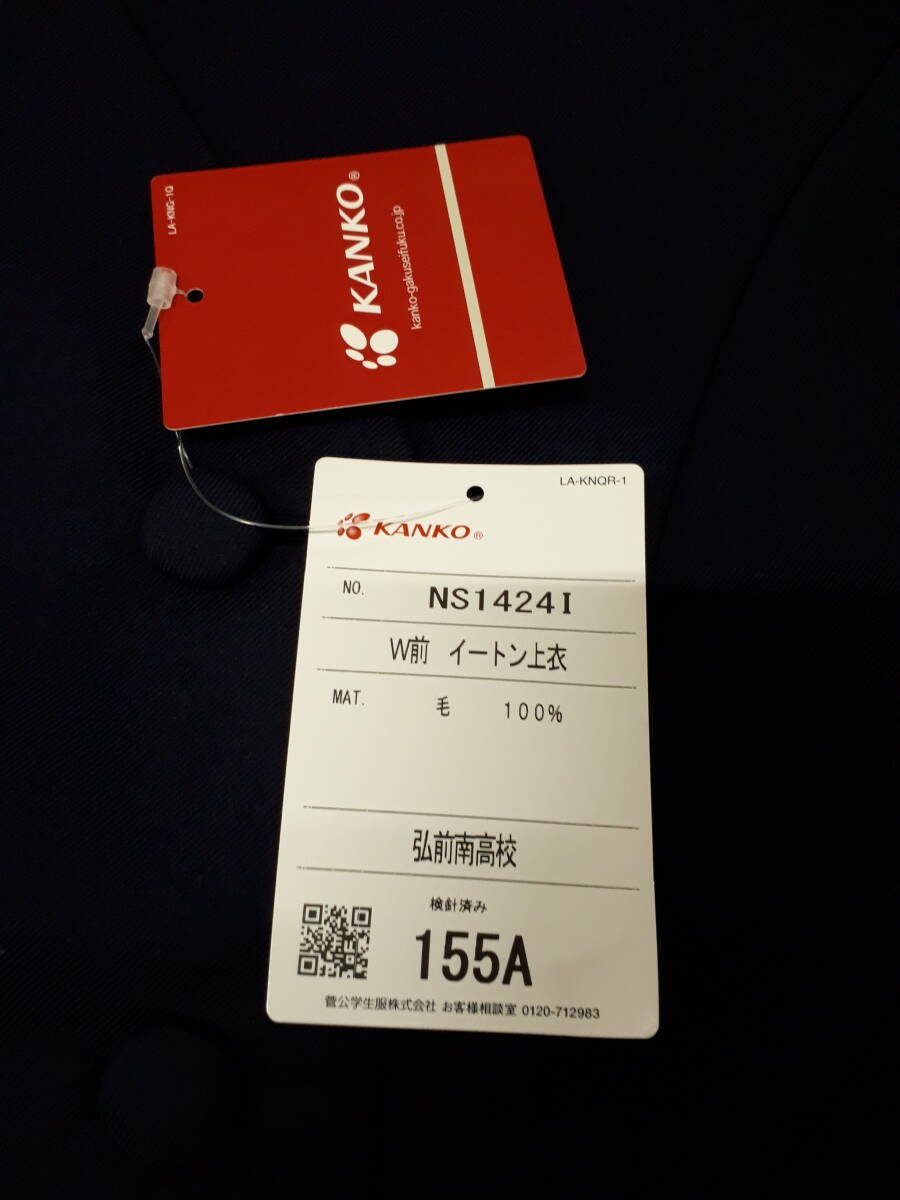 LA-KNG-1Q
KANKO®
kanko-gakuseifuku.co.jp
LA-KNQR-1
KANKO®
NO. NS1424I
W前 イートン上衣
MAT. 毛 100%
弘前南高校
検針済み
155A
菅公学生服株式会社 お客様相談室 0120-712983